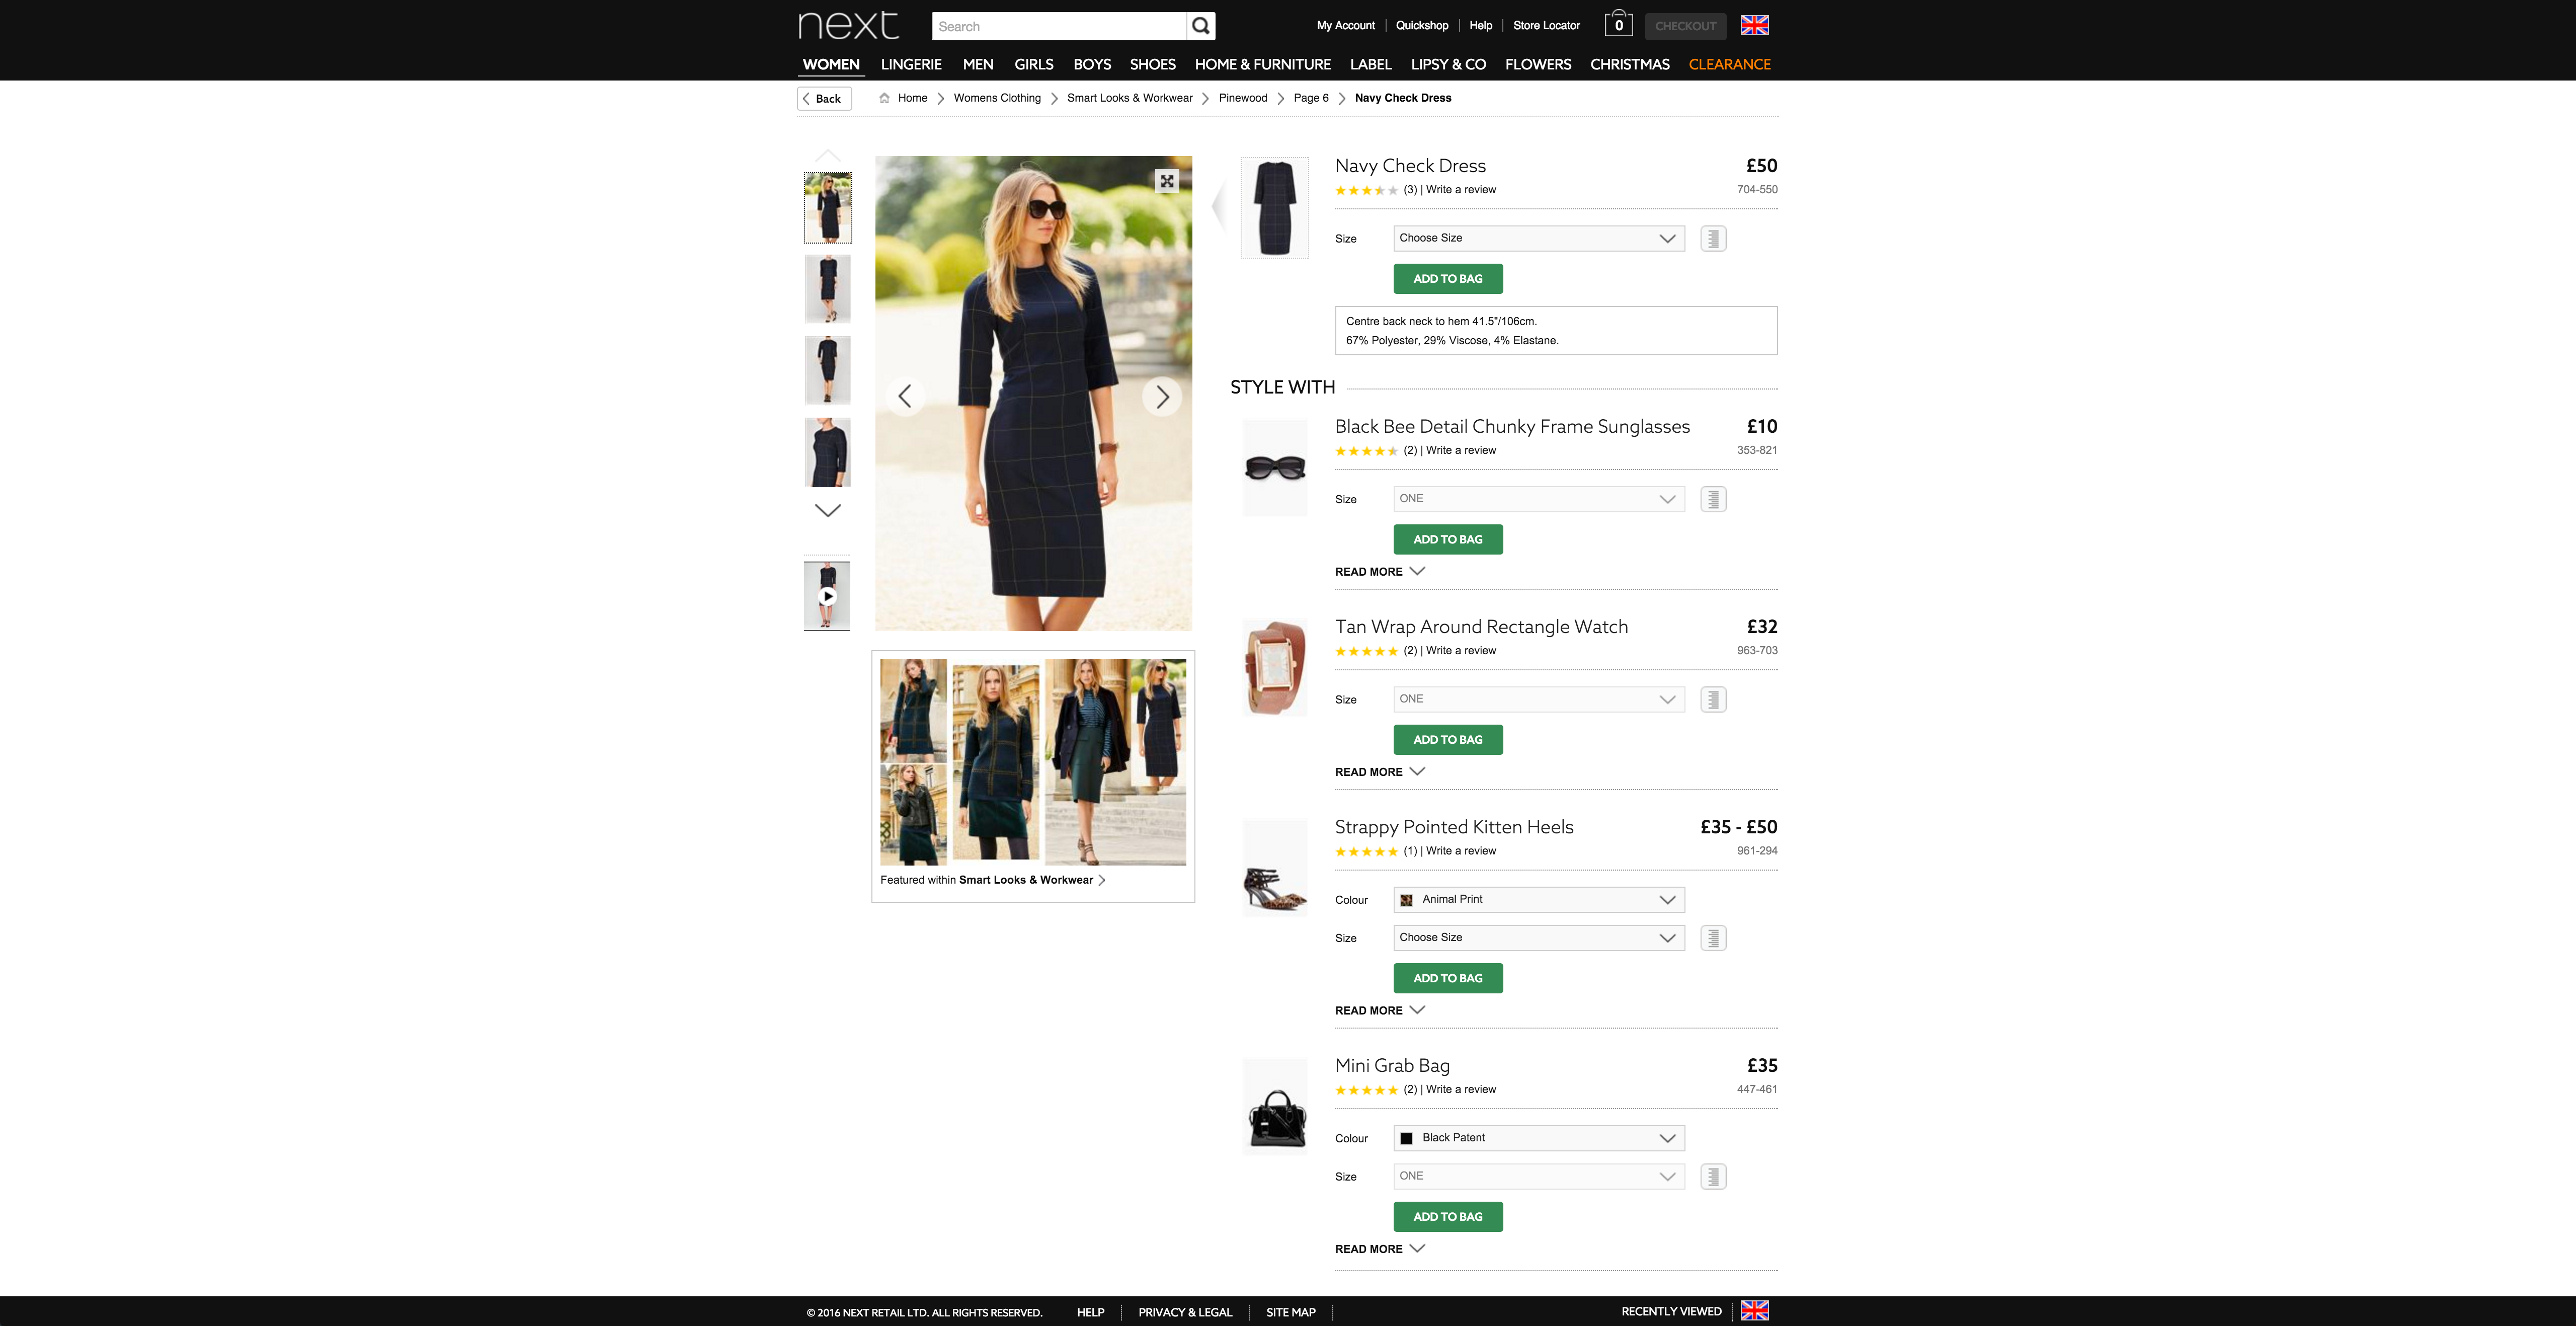 next
Search
My Account
Quickshop
Help
Store Locator
0
CHECKOUT
WOMEN LINGERIE MEN GIRLS BOYS SHOES HOME & FURNITURE LABEL LIPSY & CO FLOWERS CHRISTMAS CLEARANCE
Back
Home Womens Clothing Smart Looks & Workwear Pinewood Page 6 Navy Check Dress
Navy Check Dress £50
(3) | Write a review 704-550
Size Choose Size
ADD TO BAG
Centre back neck to hem 41.5"/106cm.
67% Polyester, 29% Viscose, 4% Elastane.
STYLE WITH
Black Bee Detail Chunky Frame Sunglasses £10
(2) | Write a review 353-821
Size ONE
ADD TO BAG
READ MORE
Tan Wrap Around Rectangle Watch £32
(2) | Write a review 963-703
Size ONE
ADD TO BAG
READ MORE
Strappy Pointed Kitten Heels £35 - £50
(1) | Write a review 961-294
Colour Animal Print
Size Choose Size
ADD TO BAG
READ MORE
Mini Grab Bag £35
(2) | Write a review 447-461
Colour Black Patent
Size ONE
ADD TO BAG
READ MORE
Featured within Smart Looks & Workwear
© 2016 NEXT RETAIL LTD. ALL RIGHTS RESERVED. HELP PRIVACY & LEGAL SITE MAP RECENTLY VIEWED